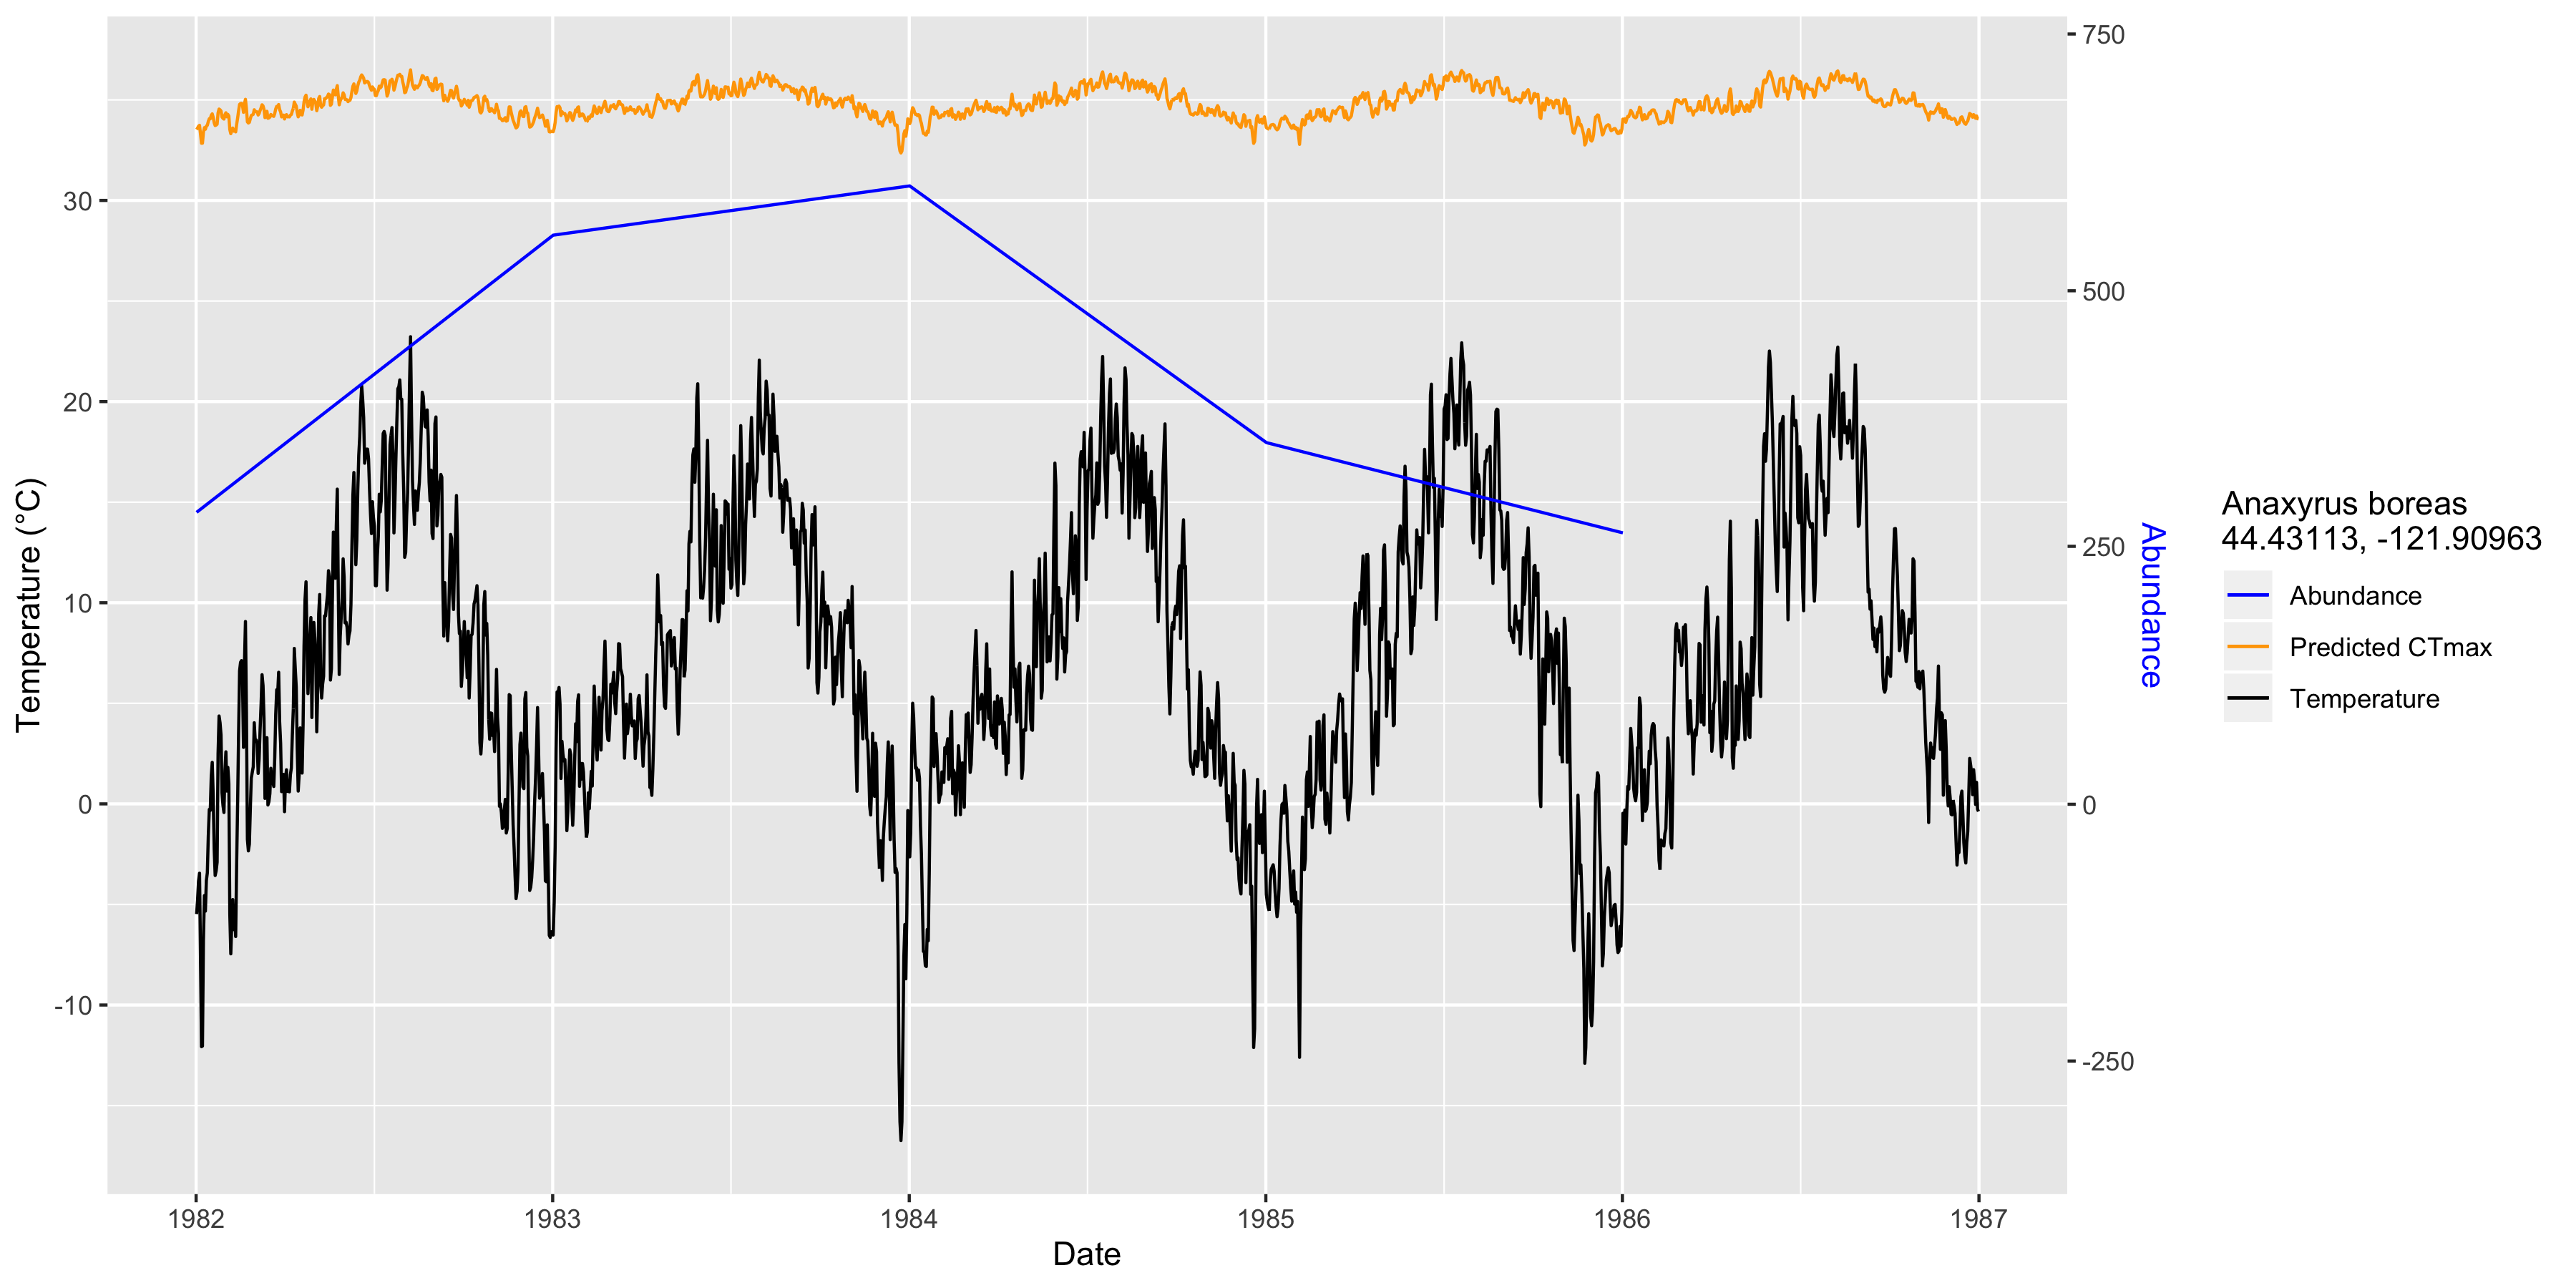 30
20
10
0
-10
Temperature (°C)
750
500
250
0
-250
Abundance
1982
1983
1984
1985
1986
1987
Date
Anaxyrus boreas
44.43113, -121.90963
Abundance
Predicted CTmax
Temperature